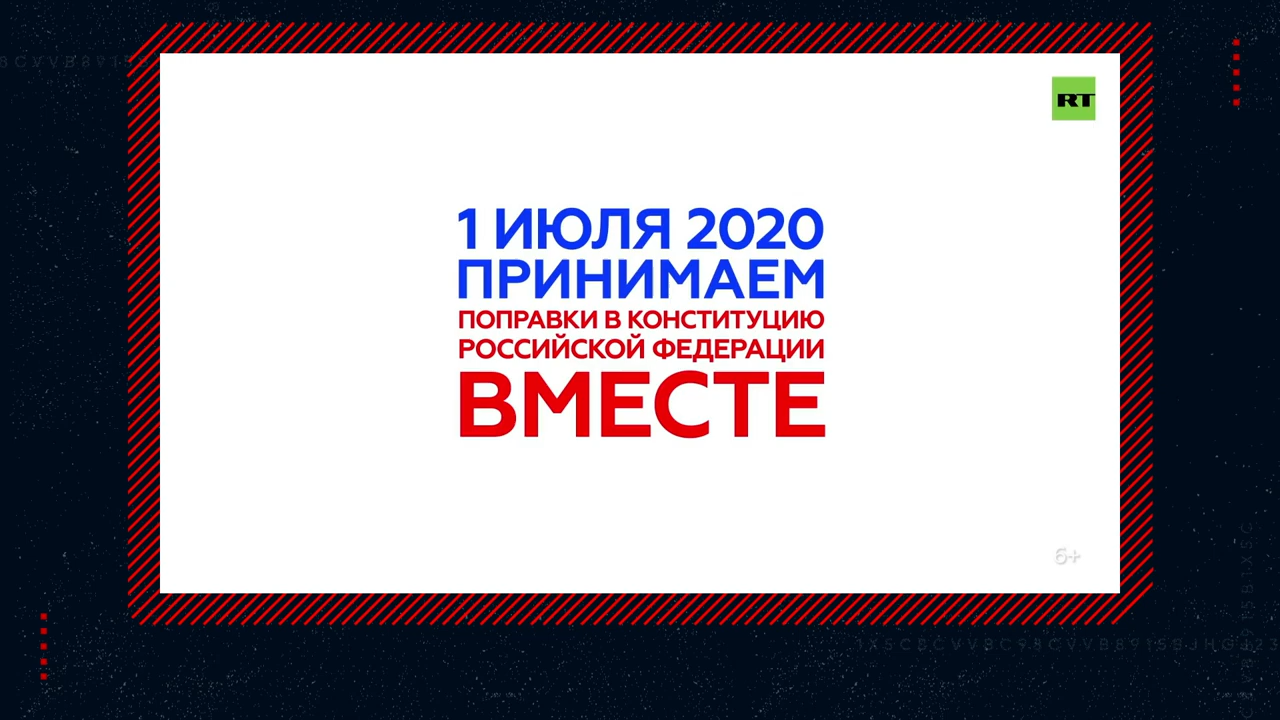 RT
1 ИЮЛЯ 2020
ПРИНИМАЕМ
ПОПРАВКИ В КОНСТИТУЦИЮ
РОССИЙСКОЙ ФЕДЕРАЦИИ
ВМЕСТЕ
6+